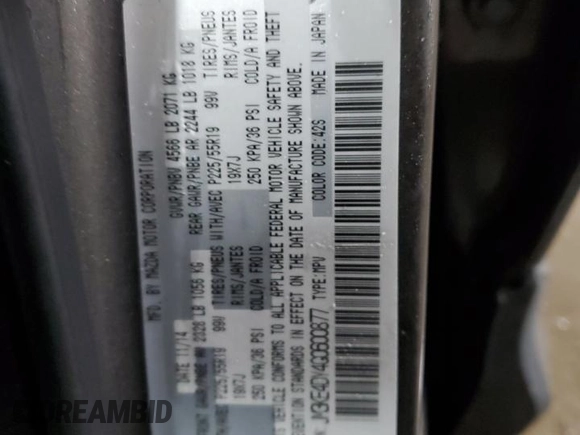 MFD. BY MAZDA MOTOR CORPORATION
DATE 11/14 GVWR/PNBV 4566 LB 2071 KG
GAWR/PNBE AV 2328 LB 1056 KG REAR GAWR/PNBE AR 2244 LB 1018 KG
P225/55R19 99V TIRES/PNEUS WITH/AVEC P225/55R19 99V TIRES/PNEUS
19X7J RIMS/JANTES 19X7J RIMS/JANTES
250 KPA/36 PSI COLD/A FROID 250 KPA/36 PSI COLD/A FROID
VEHICLE CONFORMS TO ALL APPLICABLE FEDERAL MOTOR VEHICLE SAFETY AND THEFT
PREVENTION STANDARDS IN EFFECT ON THE DATE OF MANUFACTURE SHOWN ABOVE.
TYPE:MPV COLOR CODE:42S MADE IN JAPAN
DREAMBID